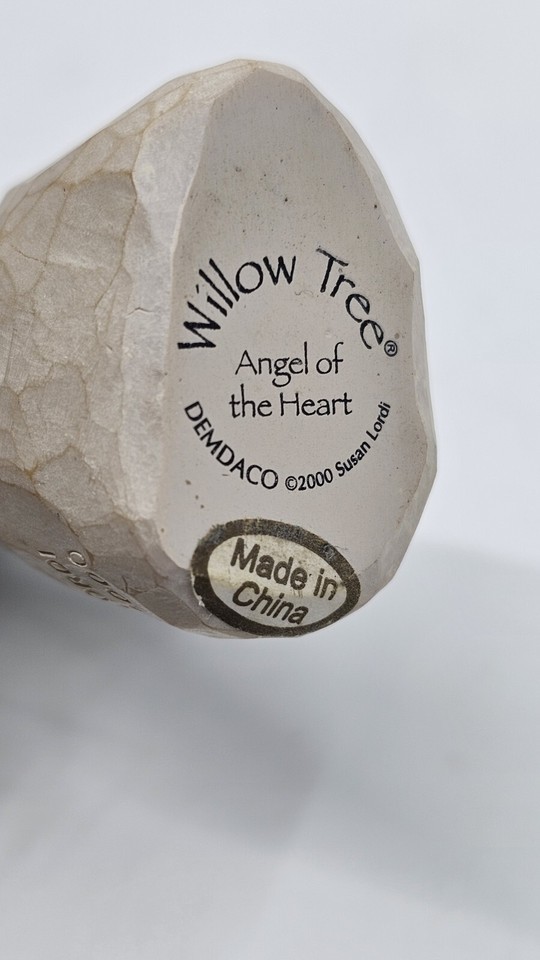 Willow Tree®
Angel of
the Heart
DEMDACO ©2000 Susan Lordi
Made in
China